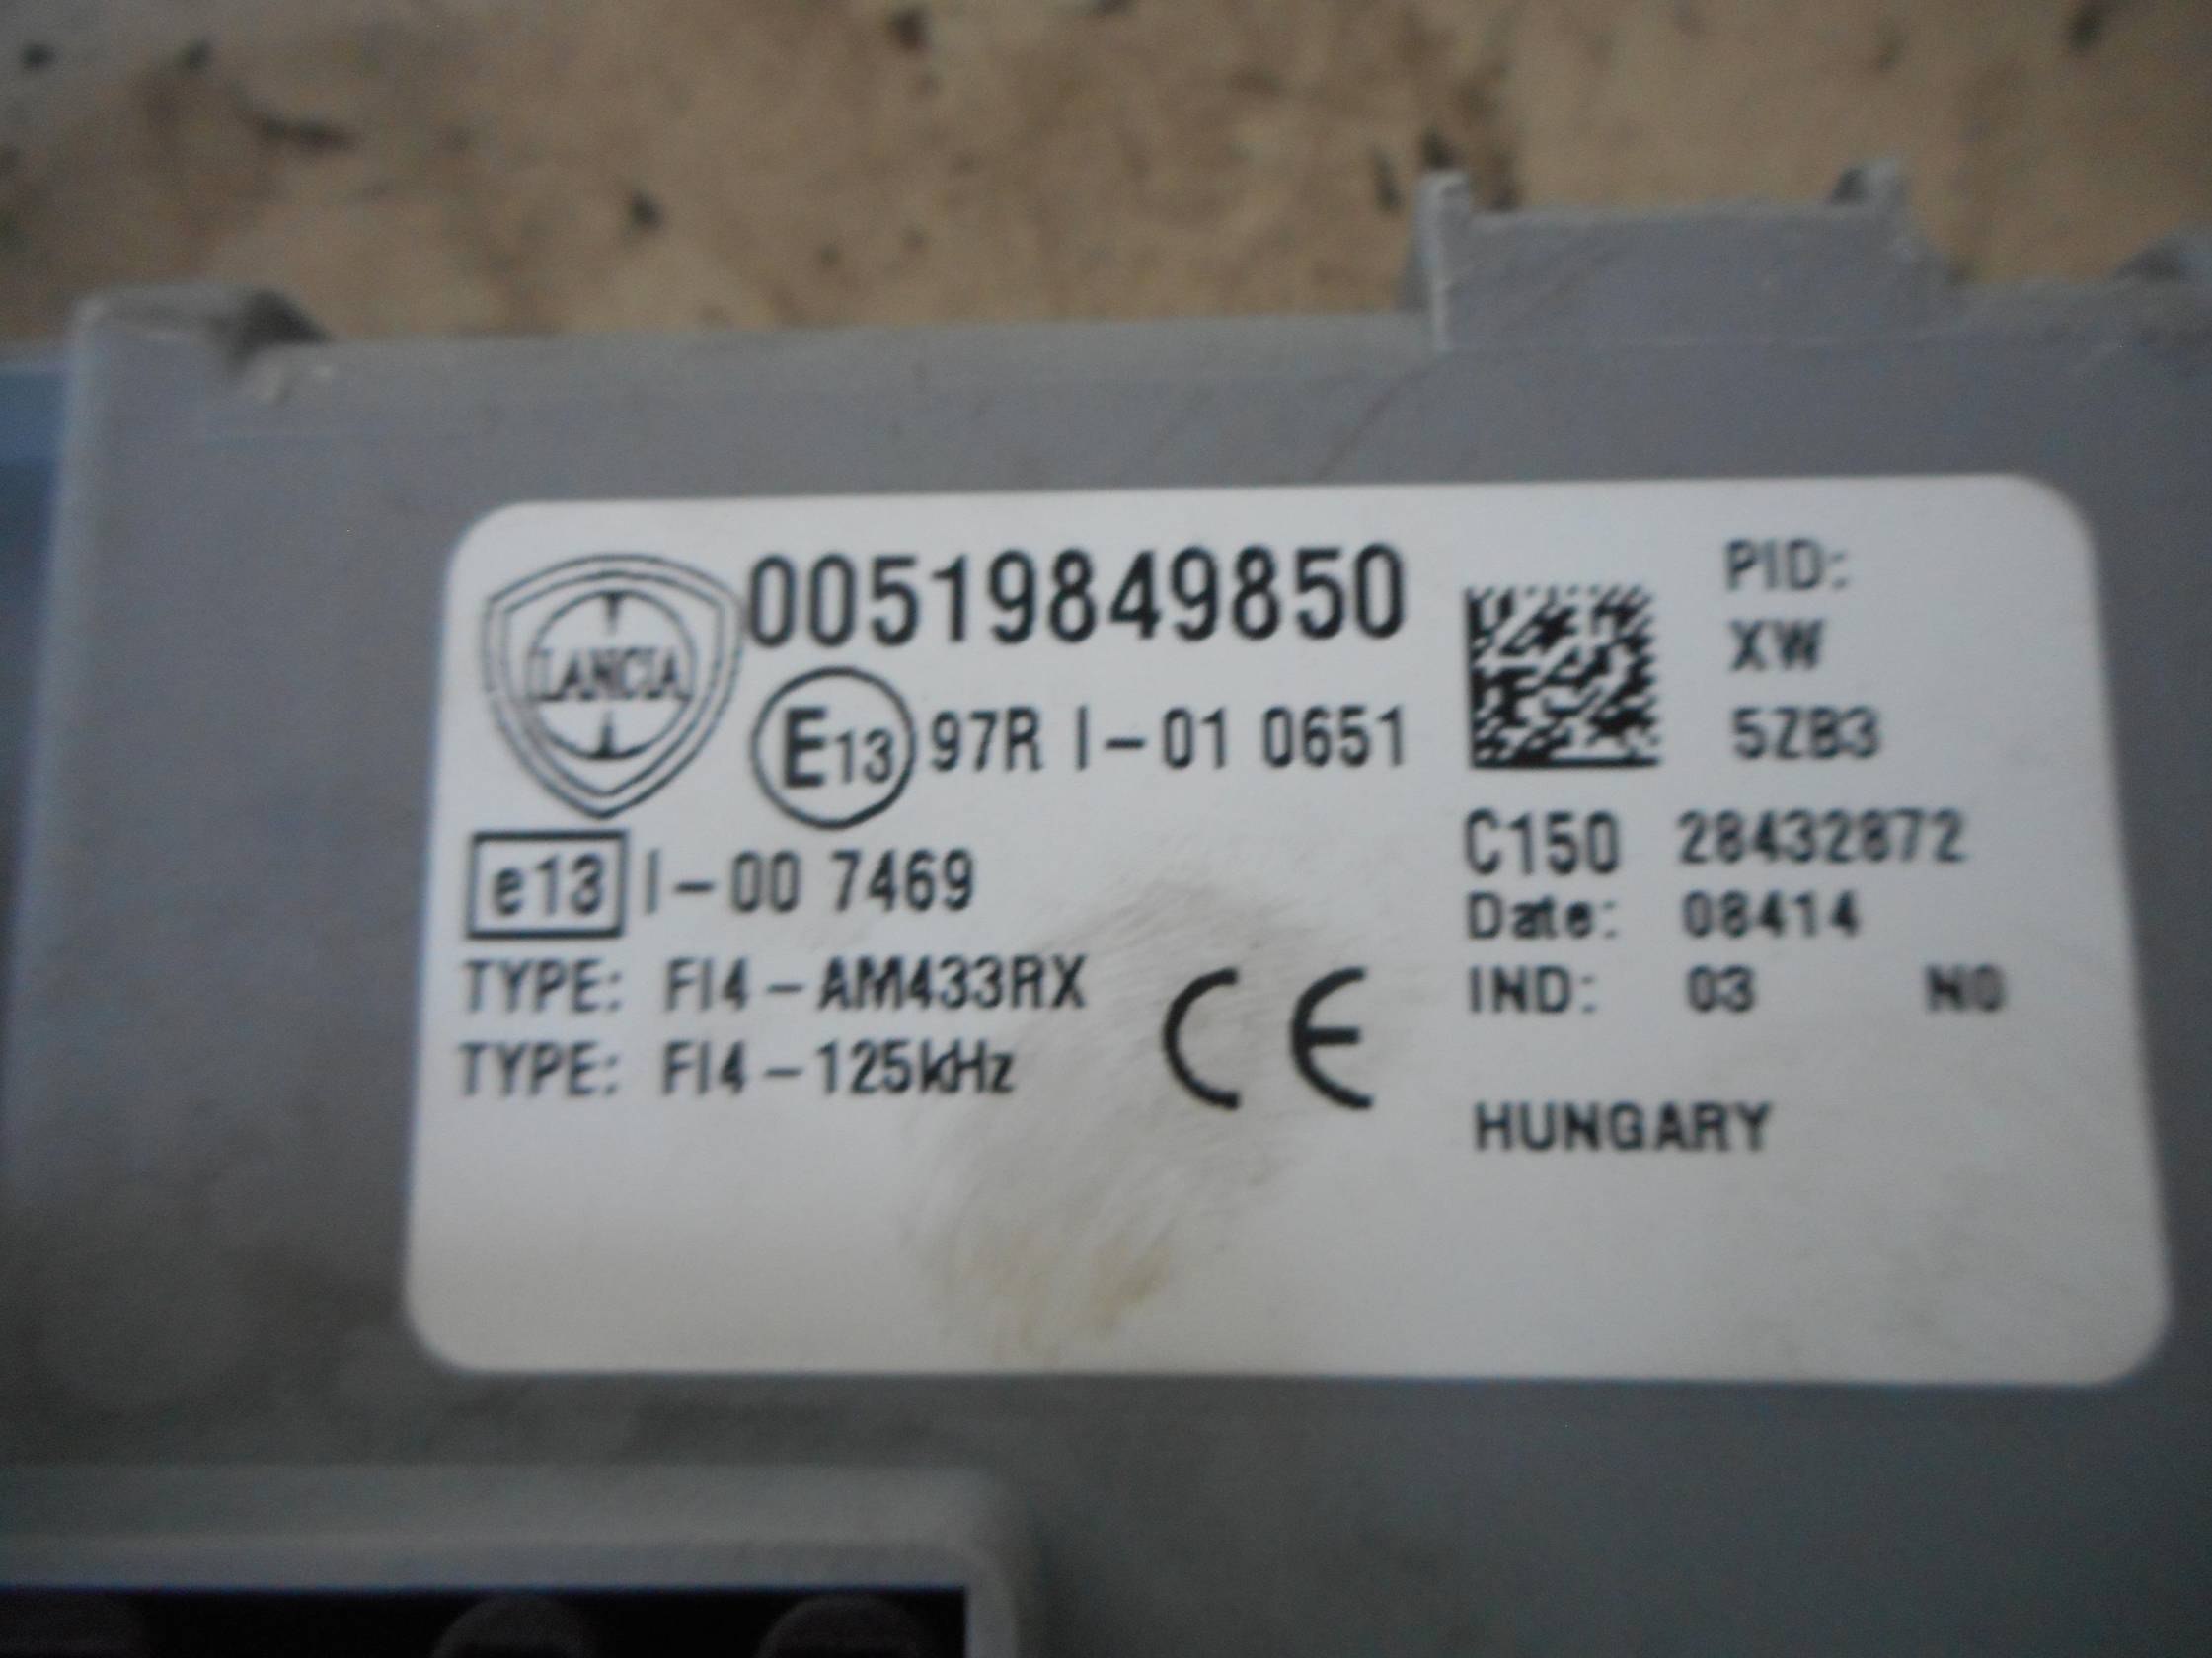 LANCIA
00519849850
E13 97R I-01 0651
e13 I-00 7469
TYPE: FI4-AM433RX
TYPE: FI4-125kHz
CE
PID:
XW
5ZB3
C150 28432872
Date: 08414
IND: 03 N0
HUNGARY